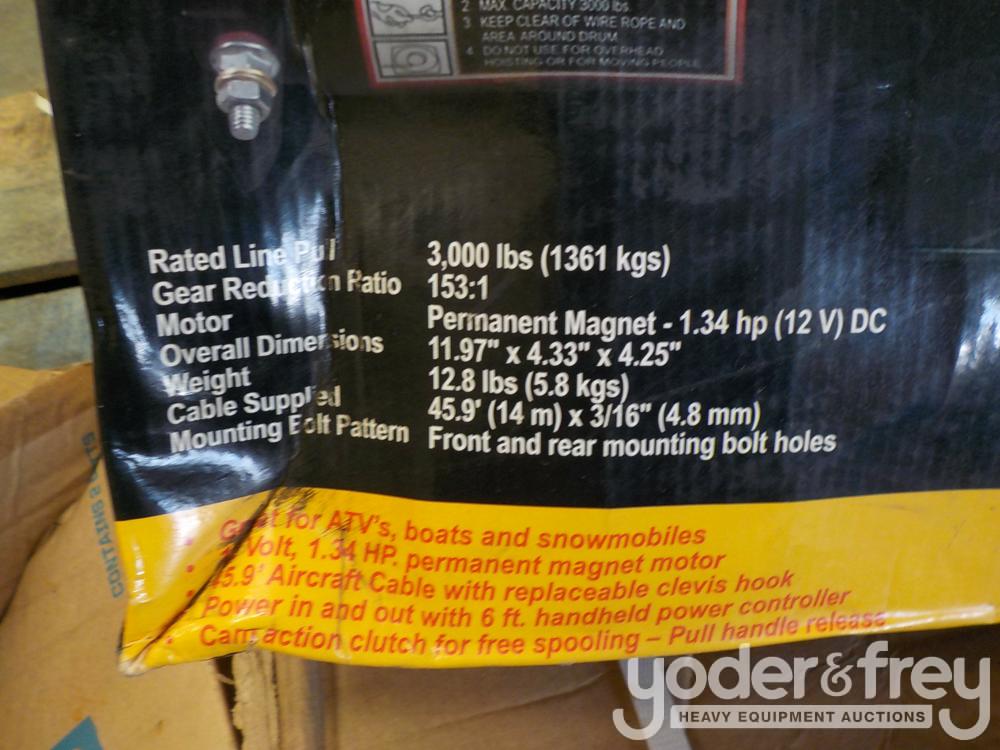 2 MAX. CAPACITY 3000 lbs.
3 KEEP CLEAR OF WIRE ROPE AND
AREA AROUND DRUM
4 DO NOT USE FOR OVERHEAD
HOISTING OR FOR MOVING PEOPLE
Rated Line Pull 3,000 lbs (1361 kgs)
Gear Reduction Ratio 153:1
Motor Permanent Magnet - 1.34 hp (12 V) DC
Overall Dimensions 11.97" x 4.33" x 4.25"
Weight 12.8 lbs (5.8 kgs)
Cable Supplied 45.9' (14 m) x 3/16" (4.8 mm)
Mounting Bolt Pattern Front and rear mounting bolt holes
• Great for ATV's, boats and snowmobiles
• Volt, 1.34 HP. permanent magnet motor
• 45.9' Aircraft Cable with replaceable clevis hook
• Power in and out with 6 ft. handheld power controller
• Cam action clutch for free spooling – Pull handle release
CONTAINS 2 SETS
yoder&frey
HEAVY EQUIPMENT AUCTIONS